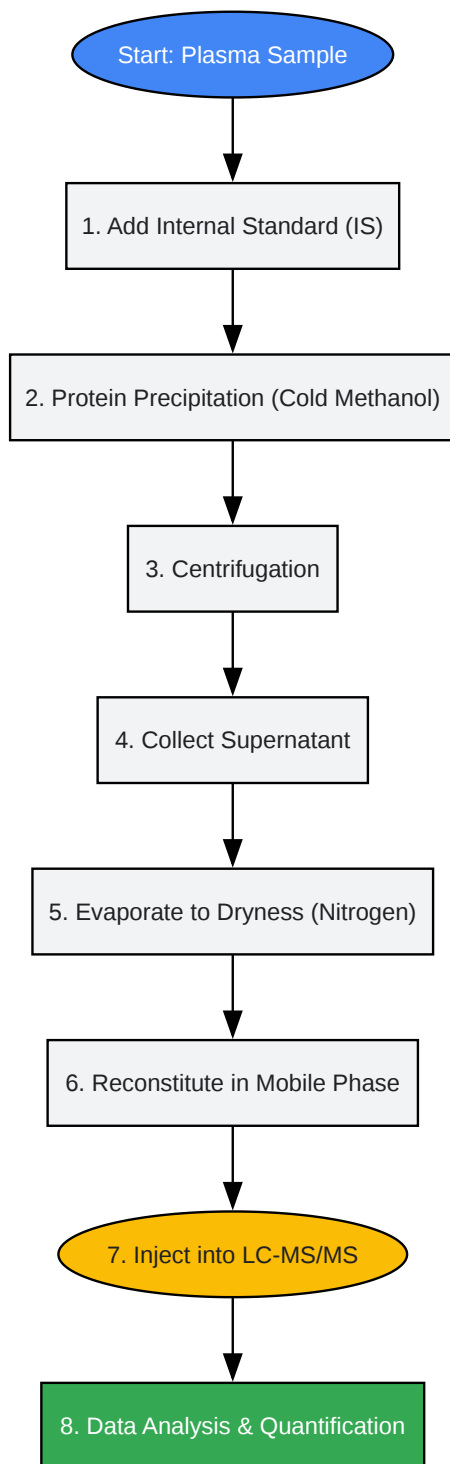 Start: Plasma Sample
1. Add Internal Standard (IS)
2. Protein Precipitation (Cold Methanol)
3. Centrifugation
4. Collect Supernatant
5. Evaporate to Dryness (Nitrogen)
6. Reconstitute in Mobile Phase
7. Inject into LC-MS/MS
8. Data Analysis & Quantification